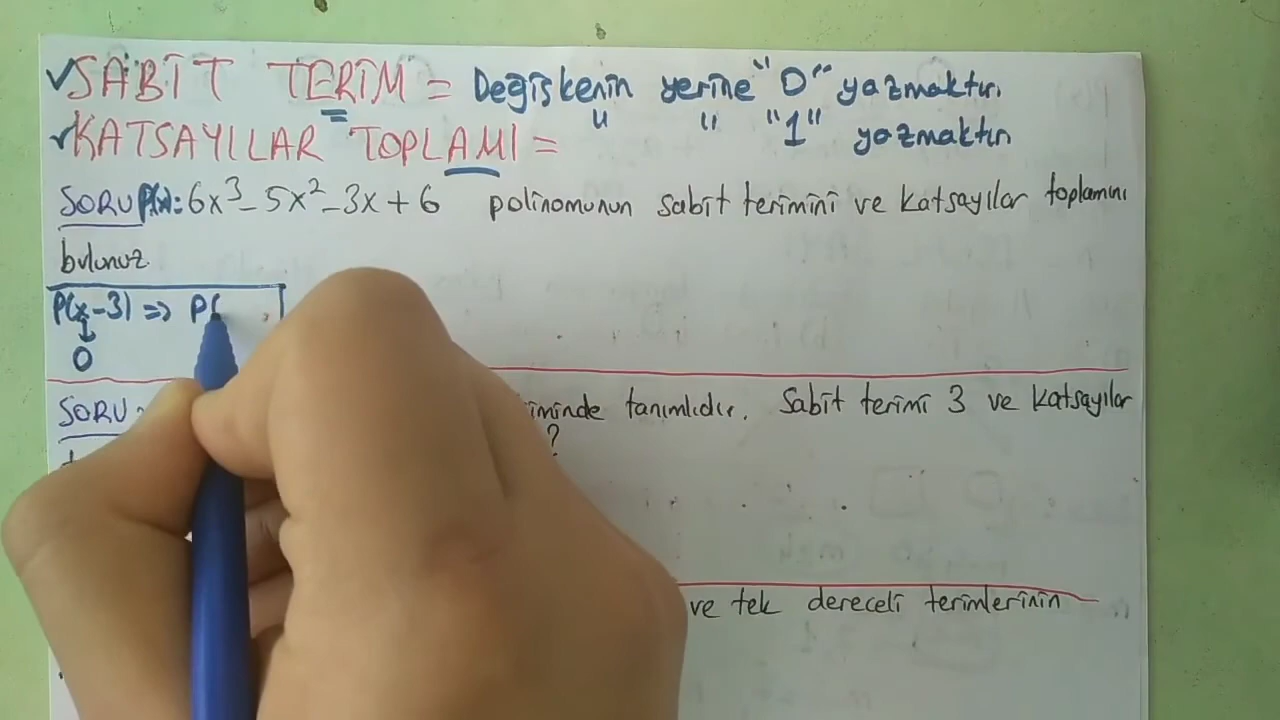 ✓SABİT TERİM = Değişkenin yerine "0" yazmaktır.
✓KATSAYILAR TOPLAMI = " " "1" yazmaktır
SORU P(x): 6x³ - 5x² - 3x + 6 polinomunun sabit terimini ve katsayılar toplamını
bulunuz.
P(x-3) => P(
0
SORU tanımlıdır. Sabit terimi 3 ve katsayılar
?
ve tek dereceli terimlerinin